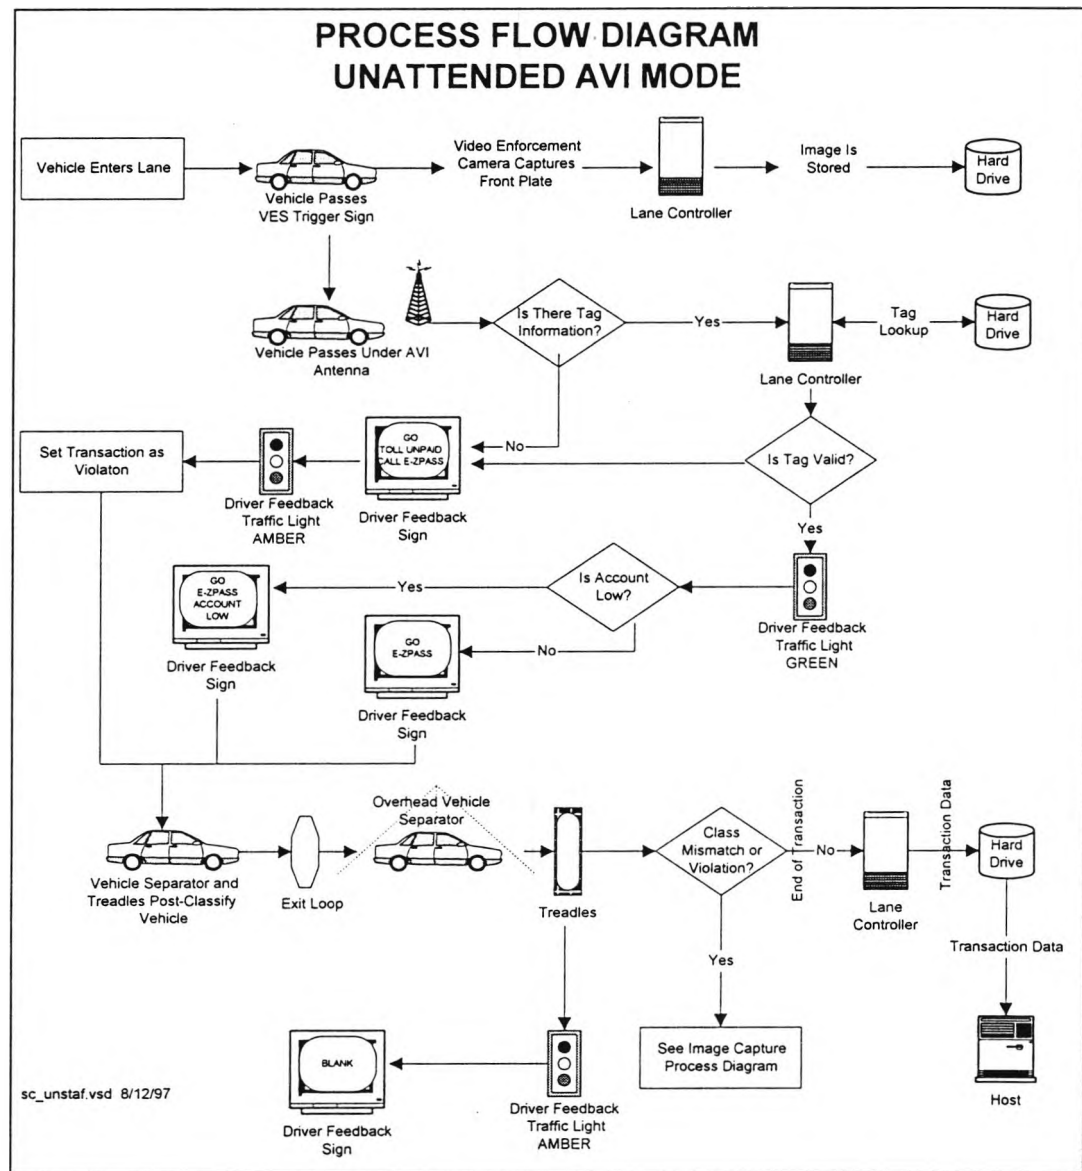 PROCESS FLOW DIAGRAM
UNATTENDED AVI MODE
Vehicle Enters Lane
Vehicle Passes
VES Trigger Sign
Video Enforcement
Camera Captures
Front Plate
Lane Controller
Image Is
Stored
Hard
Drive
Vehicle Passes Under AVI
Antenna
Is There Tag
Information?
Yes
Lane Controller
Tag
Lookup
Hard
Drive
No
Set Transaction as
Violaton
Driver Feedback
Traffic Light
AMBER
GO
TOLL UNPAID
CALL E-ZPASS
Driver Feedback
Sign
Is Tag Valid?
Yes
GO
E-ZPASS
ACCOUNT
LOW
Driver Feedback
Sign
Yes
Is Account
Low?
Driver Feedback
Traffic Light
GREEN
GO
E-ZPASS
No
Driver Feedback
Sign
Vehicle Separator and
Treadles Post-Classify
Vehicle
Exit Loop
Overhead Vehicle
Separator
Treadles
Class
Mismatch or
Violation?
End of Transaction
No
Lane
Controller
Transaction Data
Hard
Drive
Yes
Transaction Data
See Image Capture
Process Diagram
Host
BLANK
Driver Feedback
Sign
Driver Feedback
Traffic Light
AMBER
sc_unstaf.vsd 8/12/97